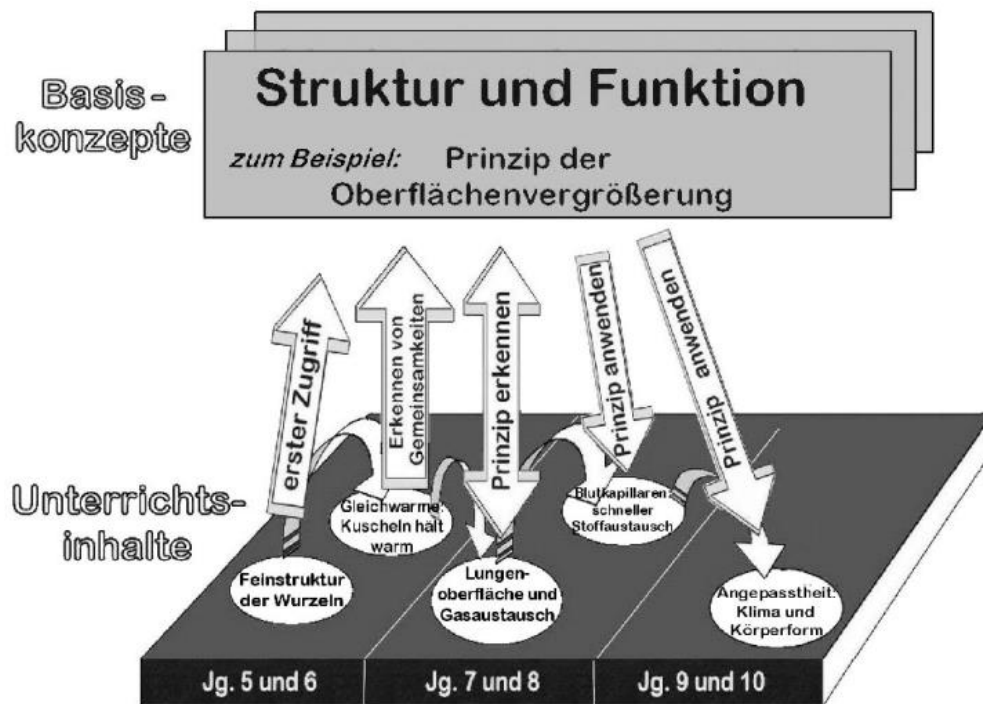 Basis-
konzepte
Struktur und Funktion
zum Beispiel: Prinzip der
Oberflächenvergrößerung
erster Zugriff
Erkennen von
Gemeinsamkeiten
Prinzip erkennen
Prinzip anwenden
Prinzip anwenden
Unterrichts-
inhalte
Gleichwarme:
Kuscheln hält
warm
Blutkapillaren:
schneller
Stoffaustausch
Feinstruktur
der Wurzeln
Lungen-
oberfläche und
Gasaustausch
Angepasstheit:
Klima und
Körperform
Jg. 5 und 6
Jg. 7 und 8
Jg. 9 und 10